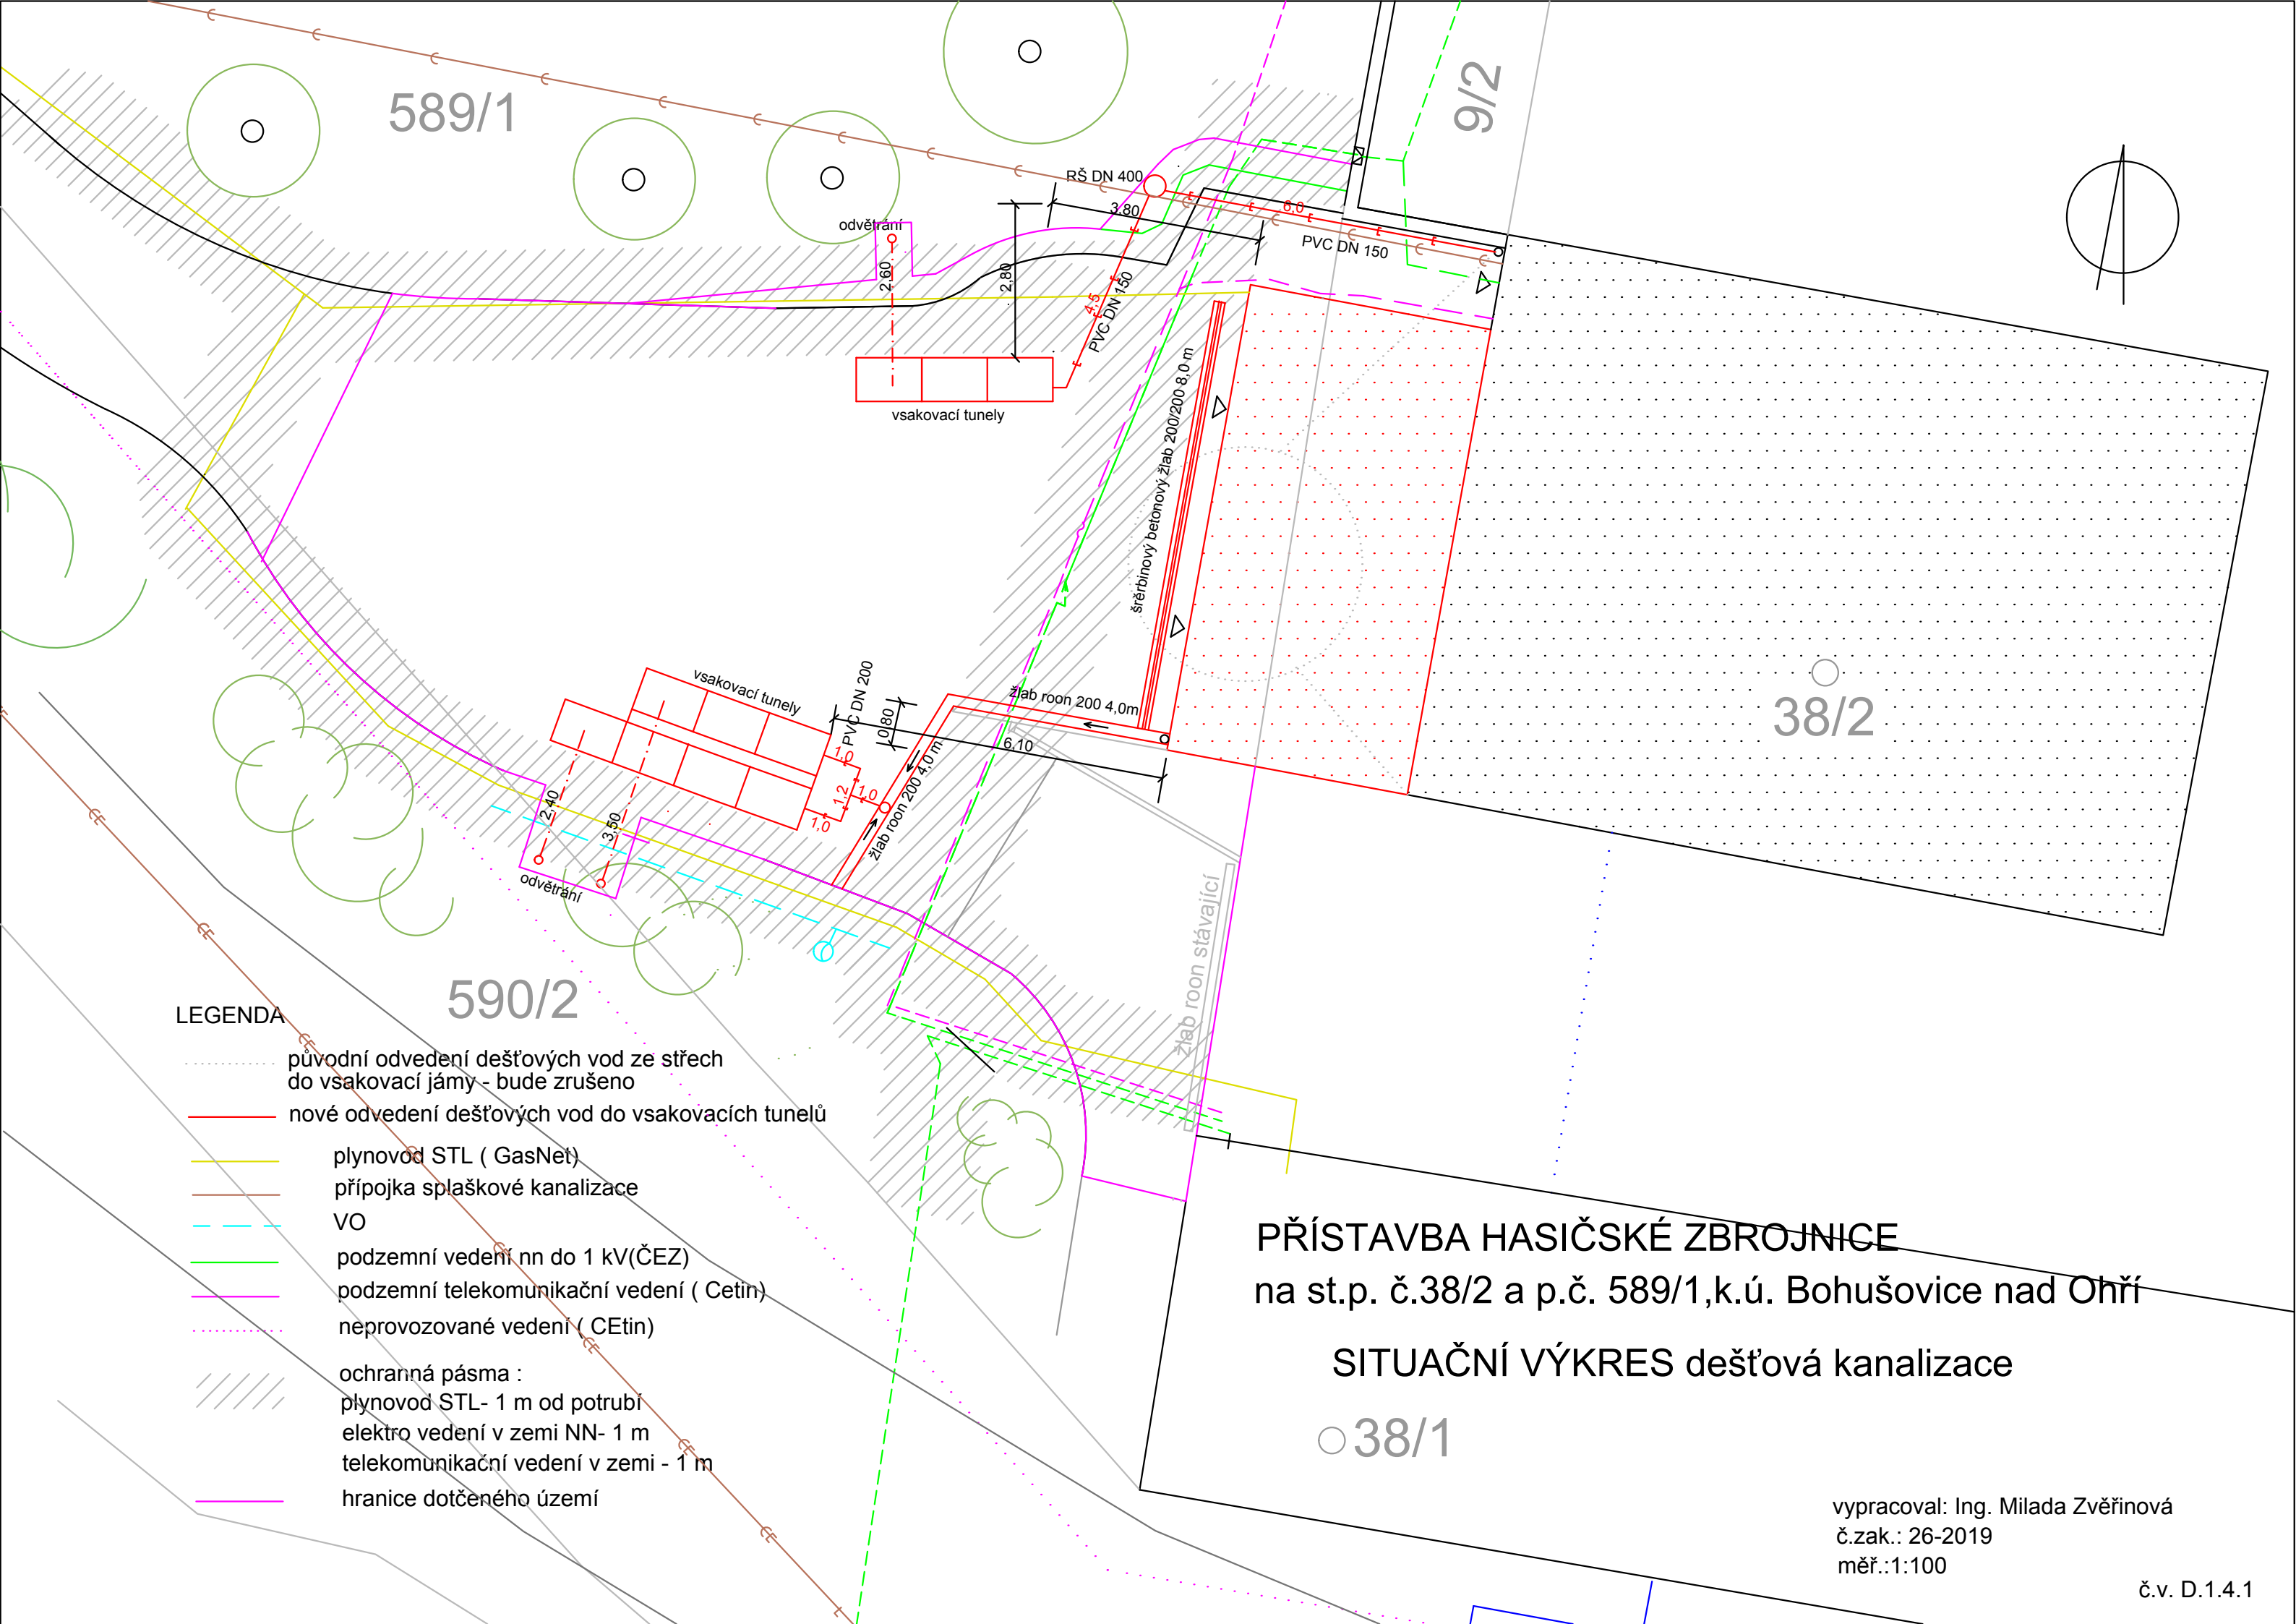 589/1
9/2
RŠ DN 400
3,80
8,0
PVC DN 150
odvětrání
2,60
2,80
4,5
PVC DN 150
vsakovací tunely
šrěrbinový betonový žlab 200/200 8,0 m
38/2
vsakovací tunely
PVC DN 200
0,80
žlab roon 200 4,0m
6,10
1,0
1,2
1,0
1,0
žlab roon 200 4,0 m
2,40
3,50
odvětrání
žlab roon stávající
590/2
LEGENDA
původní odvedení dešťových vod ze střech
do vsakovací jámy - bude zrušeno
nové odvedení dešťových vod do vsakovacích tunelů
plynovod STL ( GasNet)
přípojka splaškové kanalizace
VO
podzemní vedení nn do 1 kV(ČEZ)
podzemní telekomunikační vedení ( Cetin)
neprovozované vedení ( CEtin)
ochranná pásma :
plynovod STL- 1 m od potrubí
elektro vedení v zemi NN- 1 m
telekomunikační vedení v zemi - 1 m
hranice dotčeného území
PŘÍSTAVBA HASIČSKÉ ZBROJNICE
na st.p. č.38/2 a p.č. 589/1,k.ú. Bohušovice nad Ohří
SITUAČNÍ VÝKRES dešťová kanalizace
38/1
vypracoval: Ing. Milada Zvěřinová
č.zak.: 26-2019
měř.:1:100
č.v. D.1.4.1